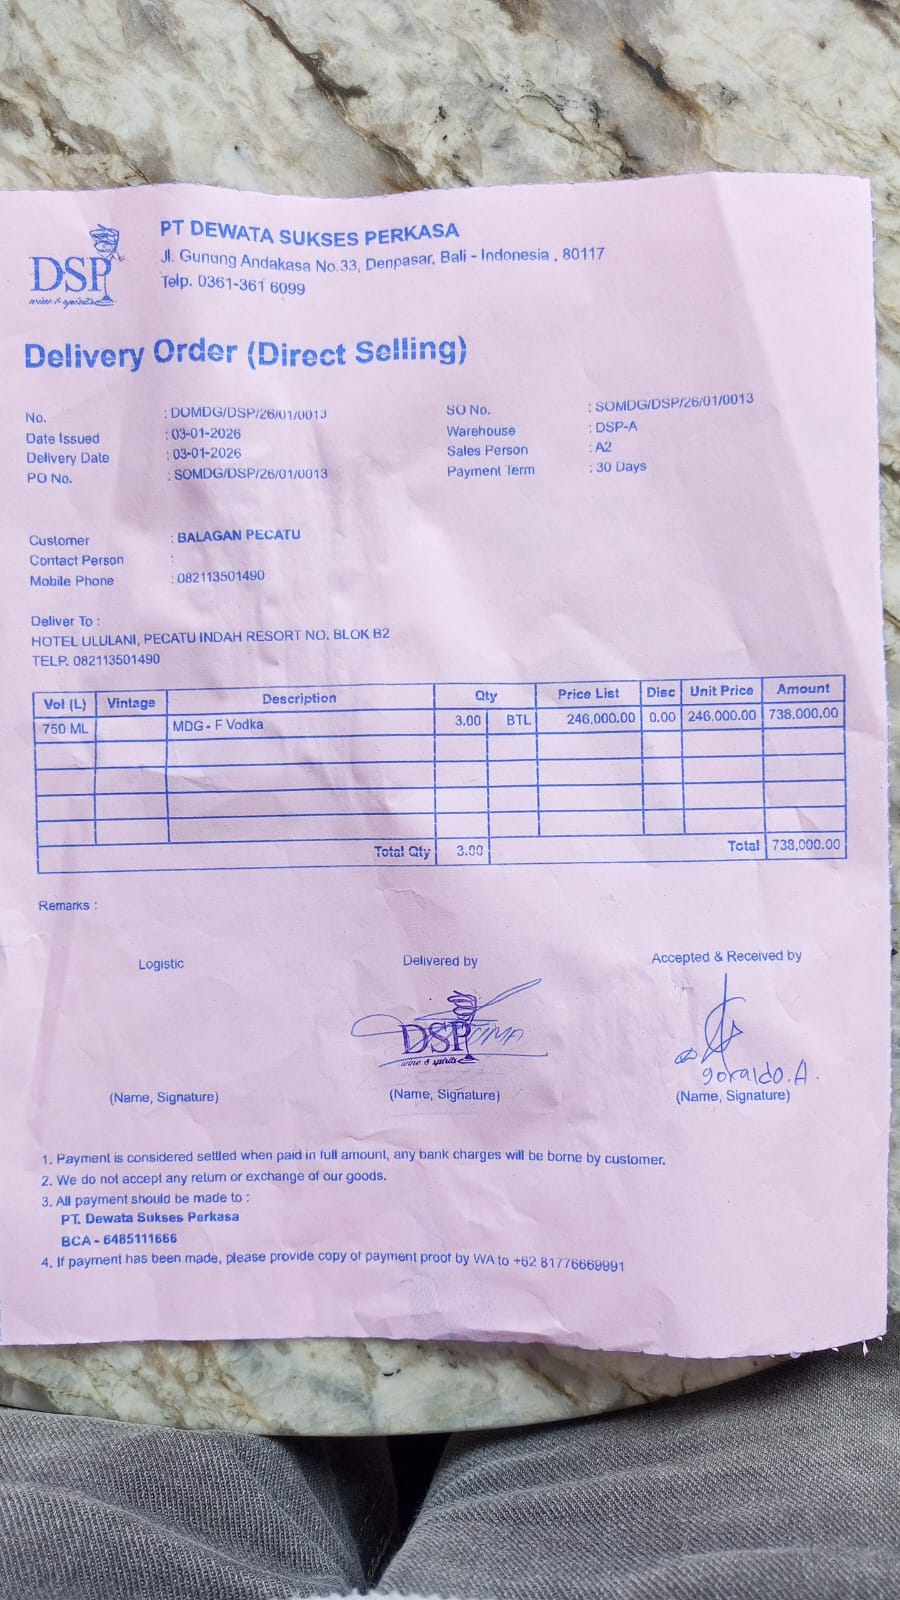 DSP
wine & spirits
PT DEWATA SUKSES PERKASA
Jl. Gunung Andakasa No.33, Denpasar, Bali - Indonesia , 80117
Telp. 0361-361 6099
Delivery Order (Direct Selling)
No. : DOMDG/DSP/26/01/0013 SO No. : SOMDG/DSP/26/01/0013
Date Issued : 03-01-2026 Warehouse : DSP-A
Delivery Date : 03-01-2026 Sales Person : A2
PO No. : SOMDG/DSP/26/01/0013 Payment Term : 30 Days
Customer : BALAGAN PECATU
Contact Person :
Mobile Phone : 082113501490
Deliver To :
HOTEL ULULANI, PECATU INDAH RESORT NO. BLOK B2
TELP. 082113501490
Vol (L) Vintage Description Qty Price List Disc Unit Price Amount
750 ML MDG - F Vodka 3.00 BTL 246,000.00 0.00 246,000.00 738.000.00
Total Qty 3.00 Total 738,000.00
Remarks :
Logistic Delivered by Accepted & Received by
DSP
wine & spirits
goraldo.A.
(Name, Signature) (Name, Signature) (Name, Signature)
1. Payment is considered settled when paid in full amount, any bank charges will be borne by customer.
2. We do not accept any return or exchange of our goods.
3. All payment should be made to :
PT. Dewata Sukses Perkasa
BCA - 6485111666
4. If payment has been made, please provide copy of payment proof by WA to +62 81776669991